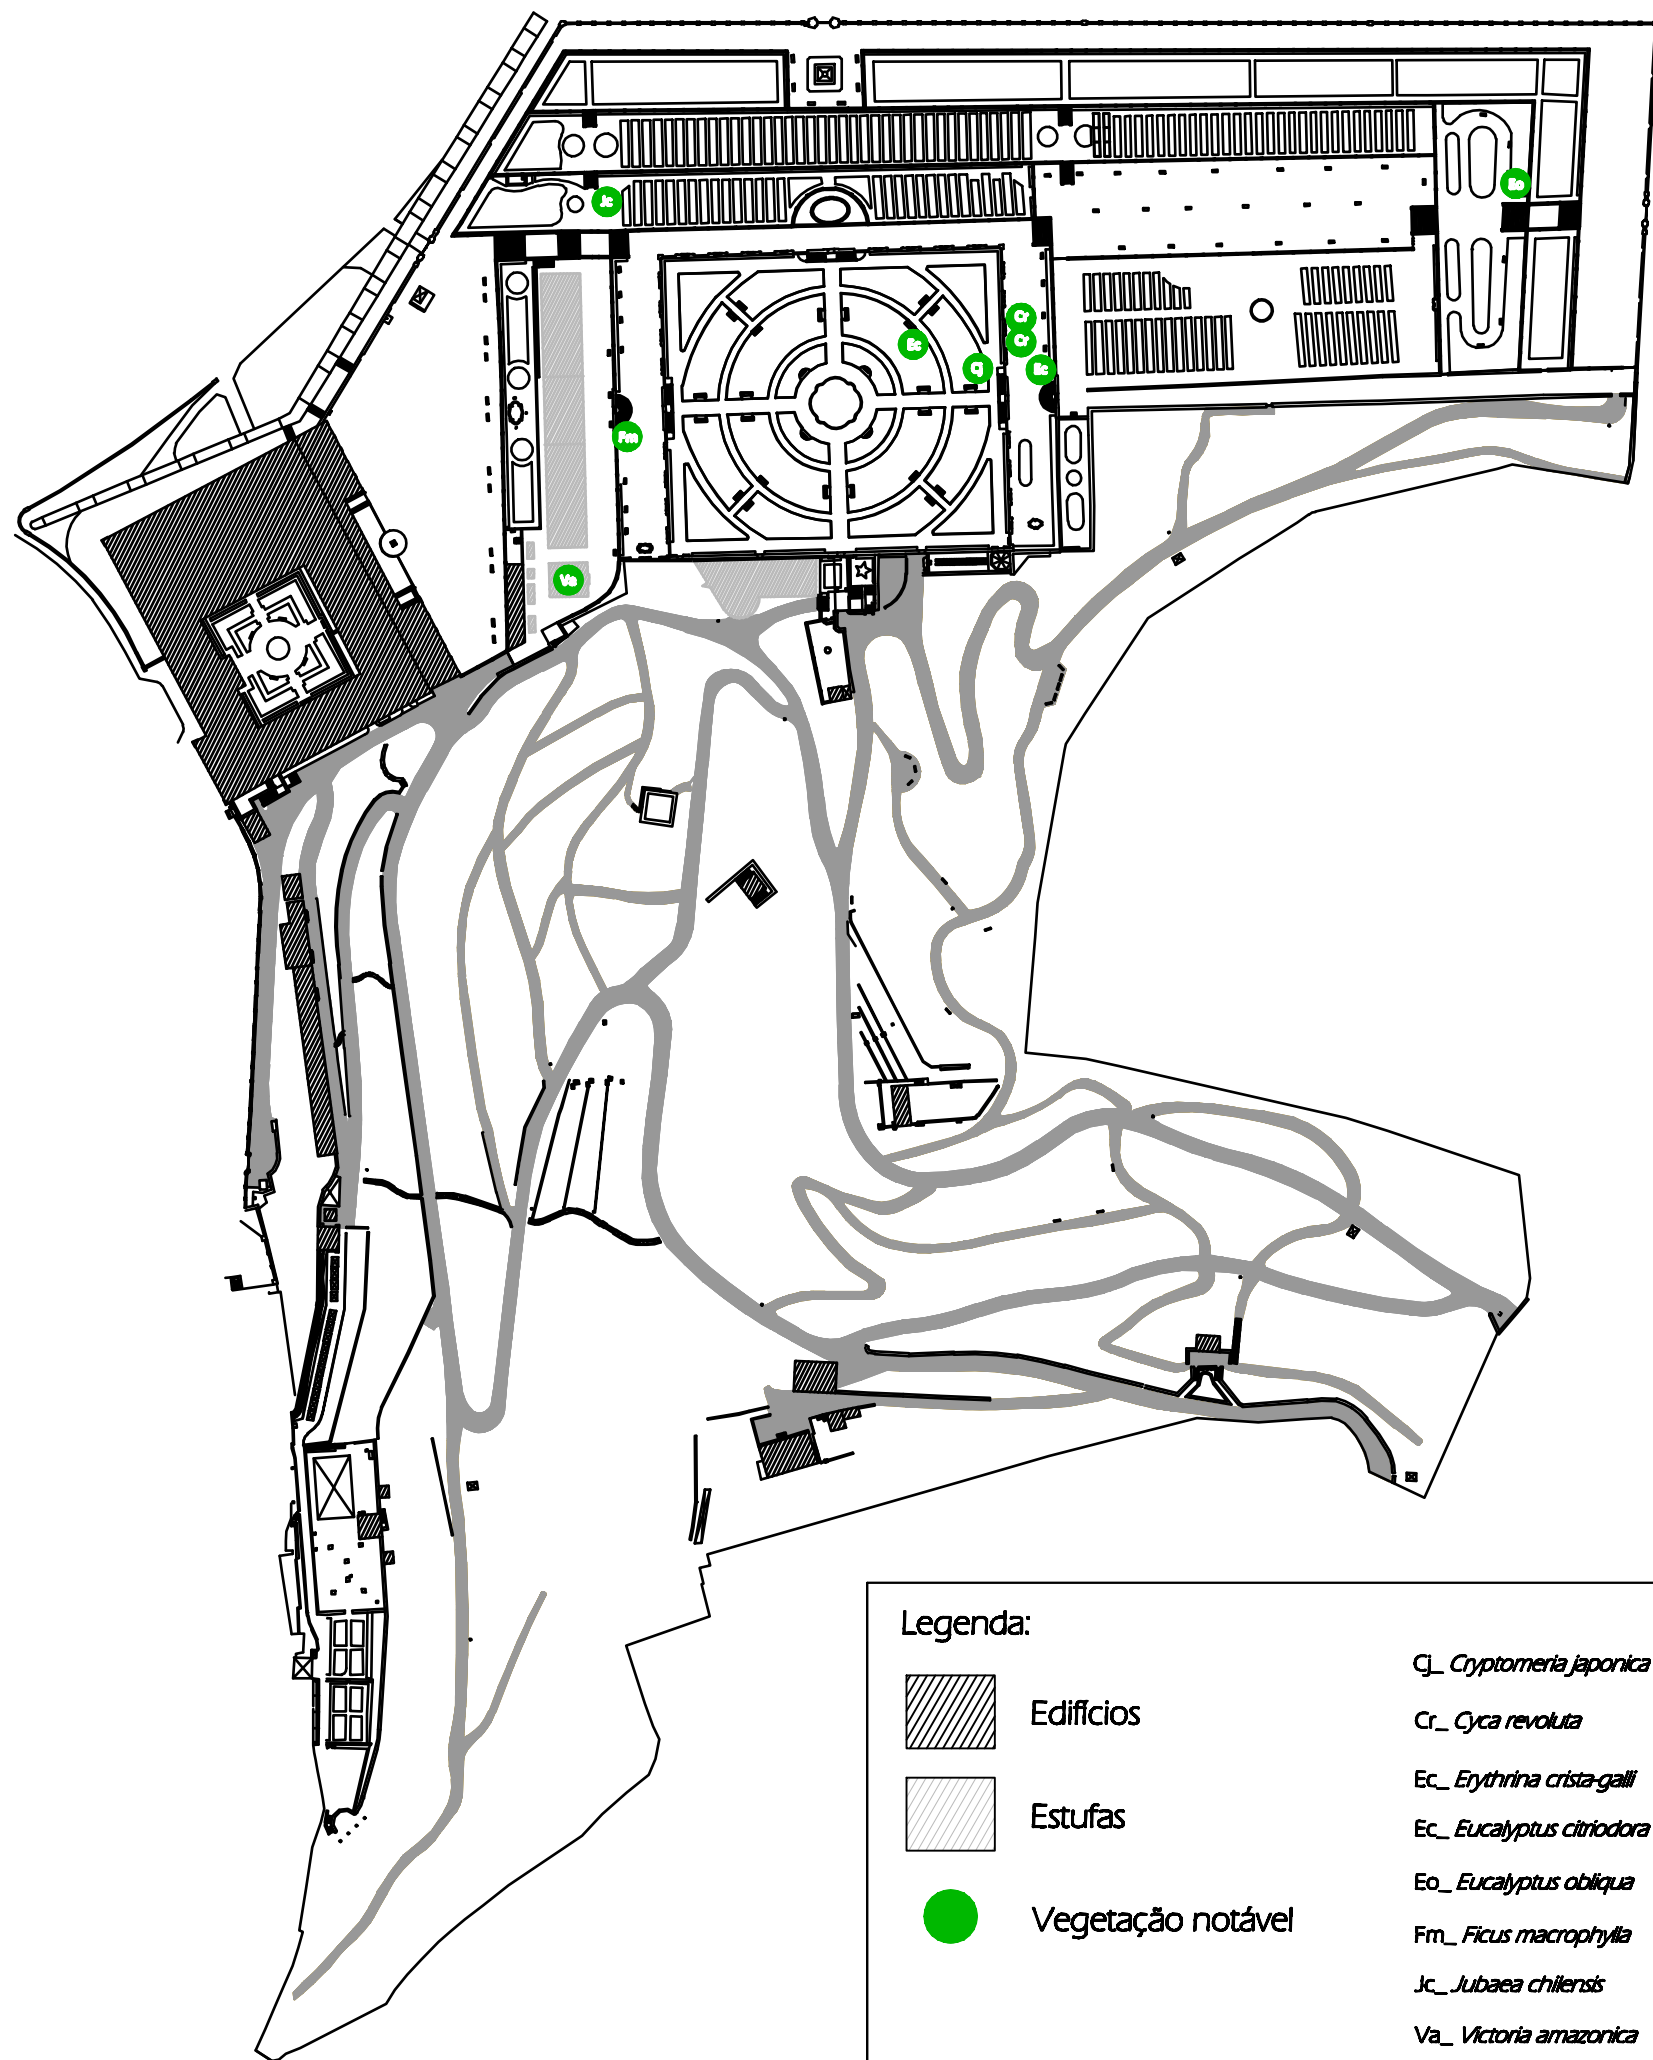 Eo
Jc
Cr
Cr
Ec
Cj
Ec
Fm
Va
Legenda:
Edifícios
Estufas
Vegetação notável
Cj_ Cryptomeria japonica
Cr_ Cyca revoluta
Ec_ Erythrina crista-galli
Ec_ Eucalyptus citriodora
Eo_ Eucalyptus obliqua
Fm_ Ficus macrophylla
Jc_ Jubaea chilensis
Va_ Victoria amazonica